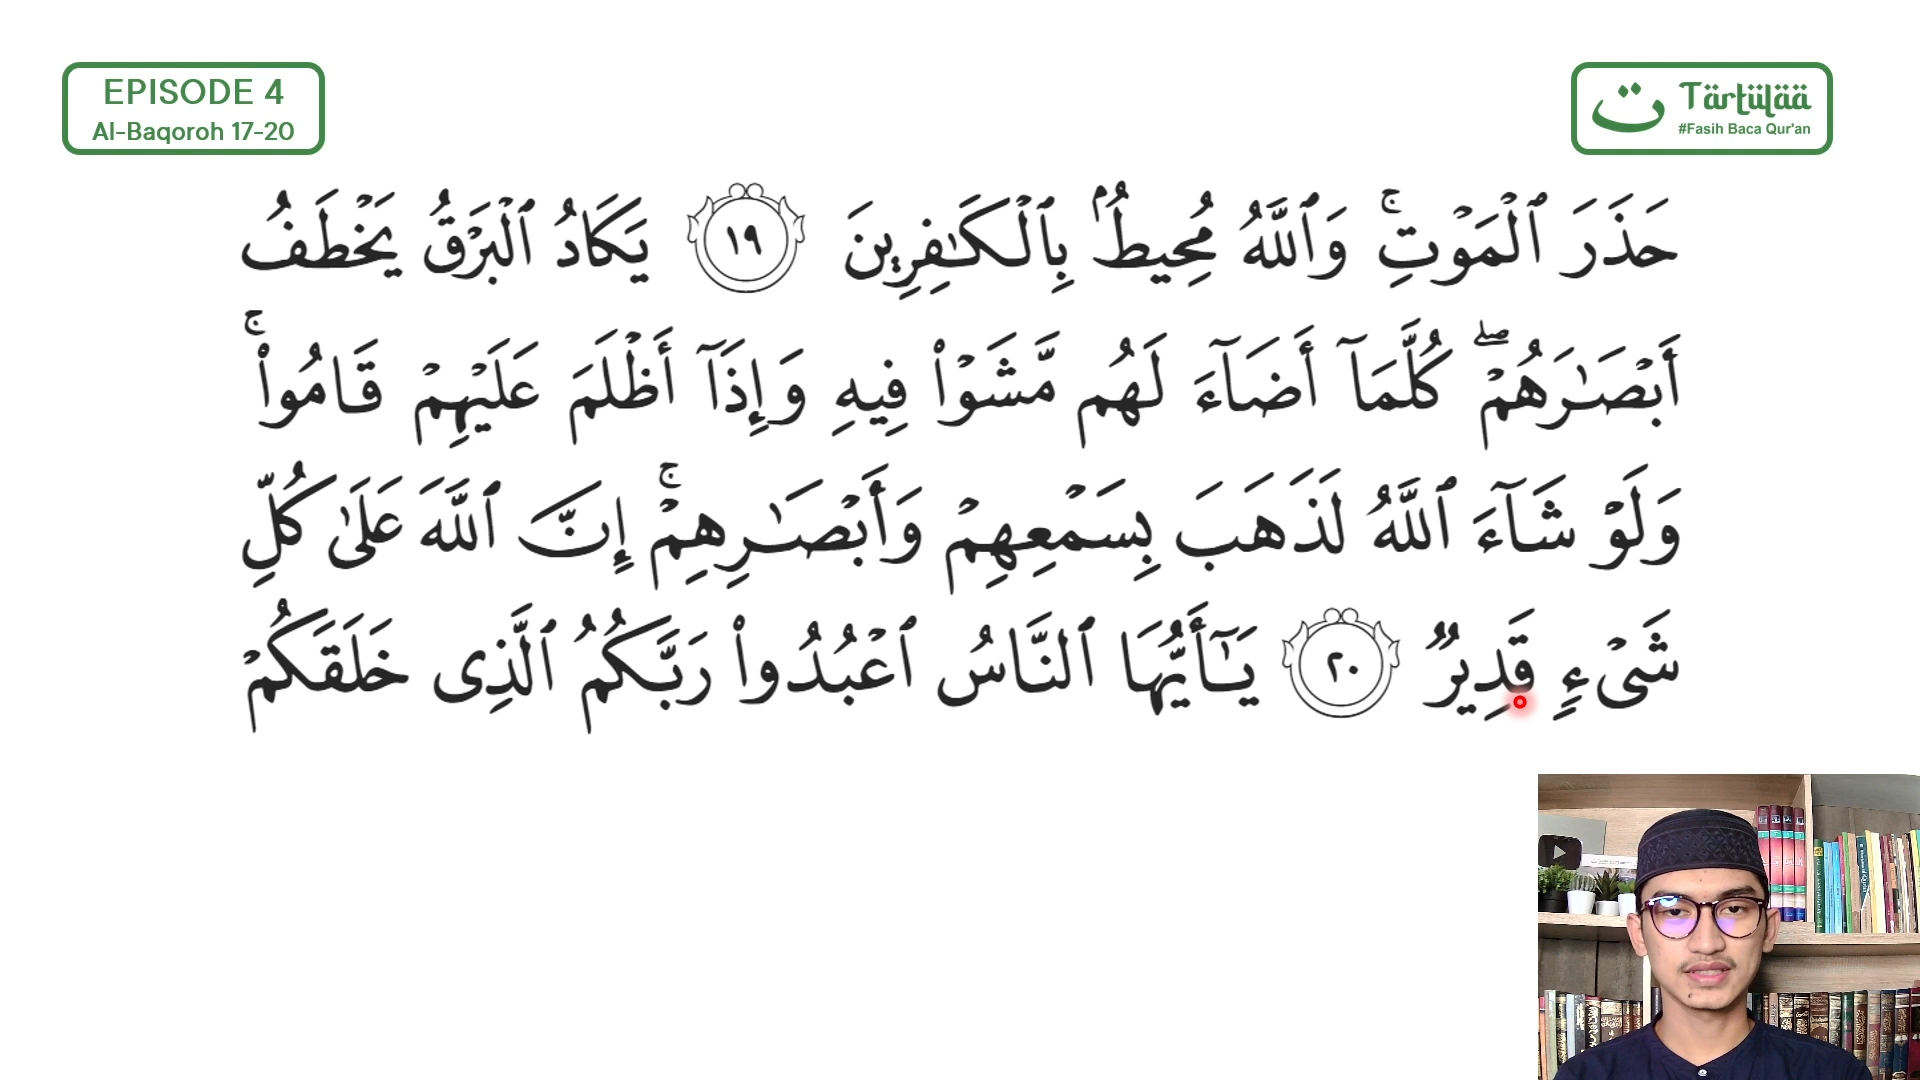 EPISODE 4
Al-Baqoroh 17-20
ت Tartiilaa
#Fasih Baca Qur'an
حَذَرَ ٱلْمَوْتِ ۚ وَٱللَّهُ مُحِيطٌۢ بِٱلْكَـٰفِرِينَ ١٩ يَكَادُ ٱلْبَرْقُ يَخْطَفُ
أَبْصَـٰرَهُمْ ۖ كُلَّمَآ أَضَآءَ لَهُم مَّشَوْا۟ فِيهِ وَإِذَآ أَظْلَمَ عَلَيْهِمْ قَامُوا۟ ۚ
وَلَوْ شَآءَ ٱللَّهُ لَذَهَبَ بِسَمْعِهِمْ وَأَبْصَـٰرِهِمْ ۚ إِنَّ ٱللَّهَ عَلَىٰ كُلِّ
شَىْءٍ قَدِيرٌ ٢٠ يَـٰٓأَيُّهَا ٱلنَّاسُ ٱعْبُدُوا۟ رَبَّكُمُ ٱلَّذِى خَلَقَكُمْ